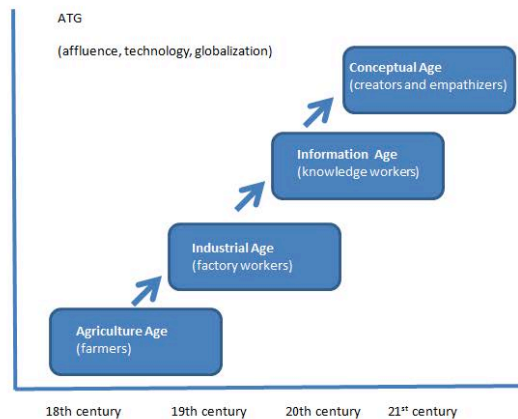 ATG
(affluence, technology, globalization)
Conceptual Age
(creators and empathizers)
Information Age
(knowledge workers)
Industrial Age
(factory workers)
Agriculture Age
(farmers)
18th century 19th century 20th century 21st century